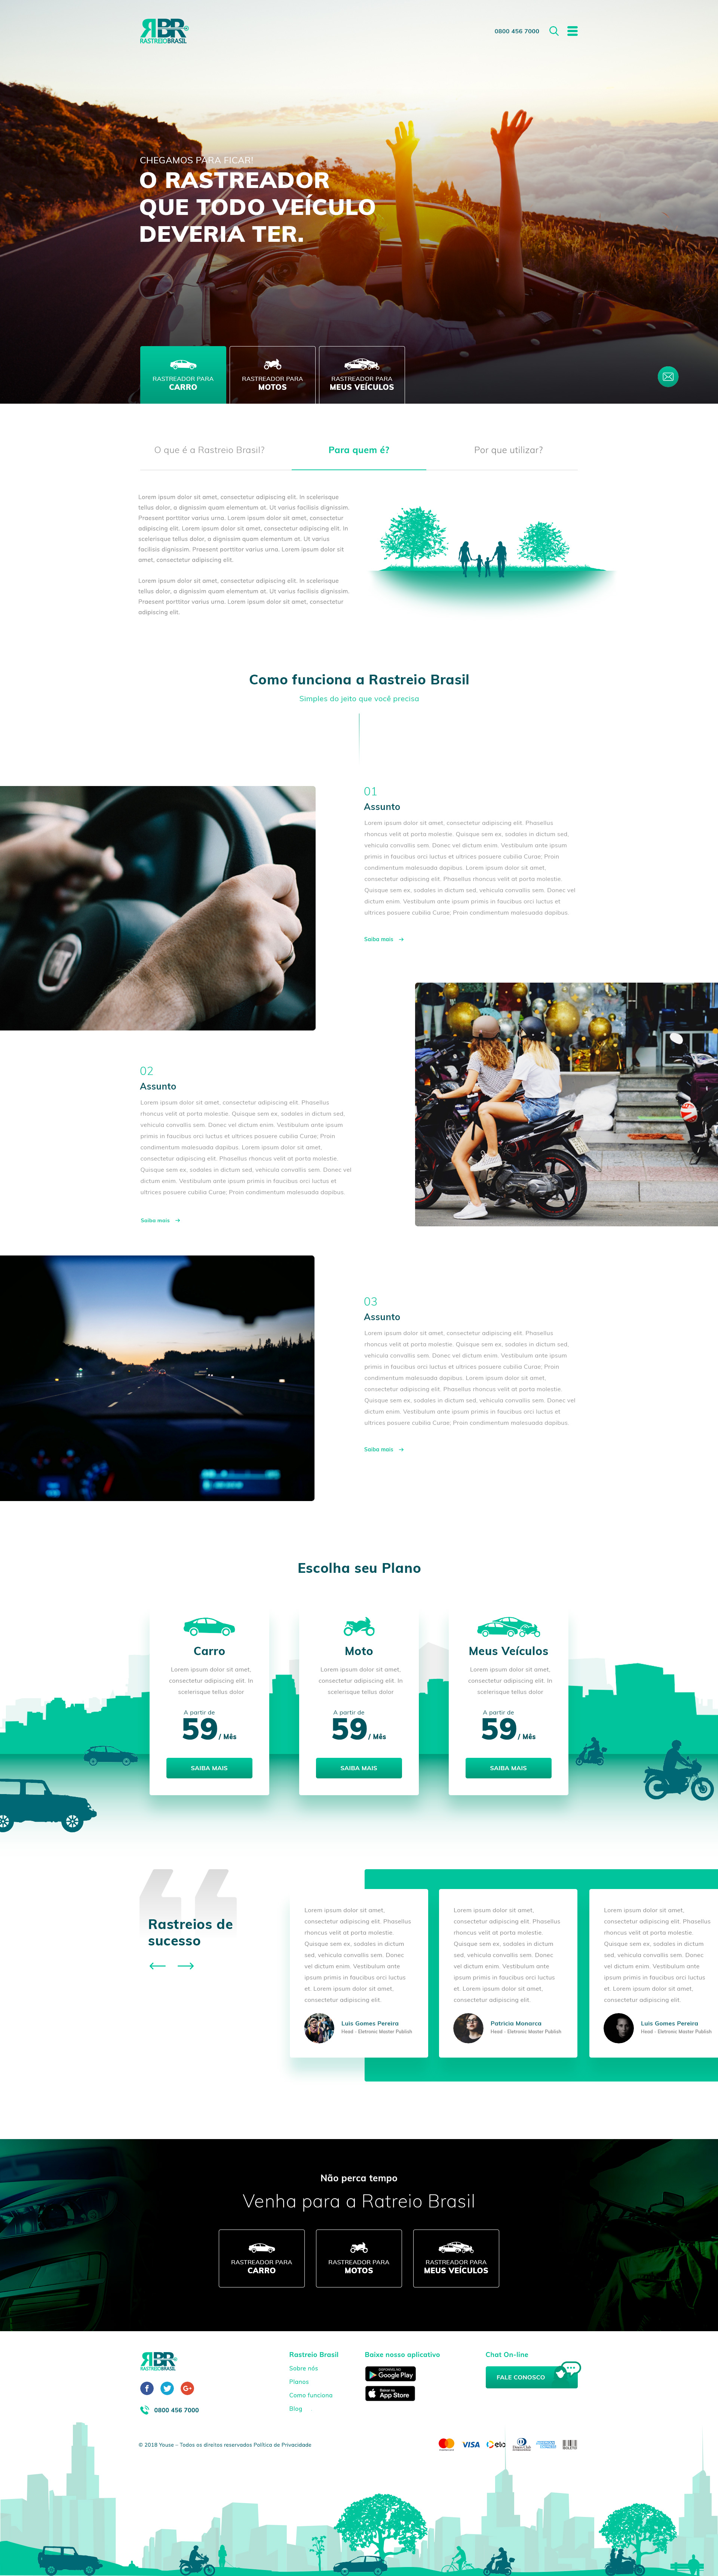 RBR
RASTREIOBRASIL
0800 456 7000
CHEGAMOS PARA FICAR!
O RASTREADOR
QUE TODO VEÍCULO
DEVERIA TER.
RASTREADOR PARA
CARRO
RASTREADOR PARA
MOTOS
RASTREADOR PARA
MEUS VEÍCULOS
O que é a Rastreio Brasil?
Para quem é?
Por que utilizar?
Lorem ipsum dolor sit amet, consectetur adipiscing elit. In scelerisque
tellus dolor, a dignissim quam elementum at. Ut varius facilisis dignissim.
Praesent porttitor varius urna. Lorem ipsum dolor sit amet, consectetur
adipiscing elit. Lorem ipsum dolor sit amet, consectetur adipiscing elit. In
scelerisque tellus dolor, a dignissim quam elementum at. Ut varius
facilisis dignissim. Praesent porttitor varius urna. Lorem ipsum dolor sit
amet, consectetur adipiscing elit.
Lorem ipsum dolor sit amet, consectetur adipiscing elit. In scelerisque
tellus dolor, a dignissim quam elementum at. Ut varius facilisis dignissim.
Praesent porttitor varius urna. Lorem ipsum dolor sit amet, consectetur
adipiscing elit.
Como funciona a Rastreio Brasil
Simples do jeito que você precisa
01
Assunto
Lorem ipsum dolor sit amet, consectetur adipiscing elit. Phasellus
rhoncus velit at porta molestie. Quisque sem ex, sodales in dictum sed,
vehicula convallis sem. Donec vel dictum enim. Vestibulum ante ipsum
primis in faucibus orci luctus et ultrices posuere cubilia Curae; Proin
condimentum malesuada dapibus. Lorem ipsum dolor sit amet,
consectetur adipiscing elit. Phasellus rhoncus velit at porta molestie.
Quisque sem ex, sodales in dictum sed, vehicula convallis sem. Donec vel
dictum enim. Vestibulum ante ipsum primis in faucibus orci luctus et
ultrices posuere cubilia Curae; Proin condimentum malesuada dapibus.
Saiba mais
02
Assunto
Lorem ipsum dolor sit amet, consectetur adipiscing elit. Phasellus
rhoncus velit at porta molestie. Quisque sem ex, sodales in dictum sed,
vehicula convallis sem. Donec vel dictum enim. Vestibulum ante ipsum
primis in faucibus orci luctus et ultrices posuere cubilia Curae; Proin
condimentum malesuada dapibus. Lorem ipsum dolor sit amet,
consectetur adipiscing elit. Phasellus rhoncus velit at porta molestie.
Quisque sem ex, sodales in dictum sed, vehicula convallis sem. Donec vel
dictum enim. Vestibulum ante ipsum primis in faucibus orci luctus et
ultrices posuere cubilia Curae; Proin condimentum malesuada dapibus.
Saiba mais
03
Assunto
Lorem ipsum dolor sit amet, consectetur adipiscing elit. Phasellus
rhoncus velit at porta molestie. Quisque sem ex, sodales in dictum sed,
vehicula convallis sem. Donec vel dictum enim. Vestibulum ante ipsum
primis in faucibus orci luctus et ultrices posuere cubilia Curae; Proin
condimentum malesuada dapibus. Lorem ipsum dolor sit amet,
consectetur adipiscing elit. Phasellus rhoncus velit at porta molestie.
Quisque sem ex, sodales in dictum sed, vehicula convallis sem. Donec vel
dictum enim. Vestibulum ante ipsum primis in faucibus orci luctus et
ultrices posuere cubilia Curae; Proin condimentum malesuada dapibus.
Saiba mais
Escolha seu Plano
Carro
Lorem ipsum dolor sit amet,
consectetur adipiscing elit. In
scelerisque tellus dolor
A partir de
59 / Mês
SAIBA MAIS
Moto
Lorem ipsum dolor sit amet,
consectetur adipiscing elit. In
scelerisque tellus dolor
A partir de
59 / Mês
SAIBA MAIS
Meus Veículos
Lorem ipsum dolor sit amet,
consectetur adipiscing elit. In
scelerisque tellus dolor
A partir de
59 / Mês
SAIBA MAIS
Rastreios de
sucesso
Lorem ipsum dolor sit amet,
consectetur adipiscing elit. Phasellus
rhoncus velit at porta molestie.
Quisque sem ex, sodales in dictum
sed, vehicula convallis sem. Donec
vel dictum enim. Vestibulum ante
ipsum primis in faucibus orci luctus
et. Lorem ipsum dolor sit amet,
consectetur adipiscing elit.
Luis Gomes Pereira
Head - Eletronic Master Publish
Lorem ipsum dolor sit amet,
consectetur adipiscing elit. Phasellus
rhoncus velit at porta molestie.
Quisque sem ex, sodales in dictum
sed, vehicula convallis sem. Donec
vel dictum enim. Vestibulum ante
ipsum primis in faucibus orci luctus
et. Lorem ipsum dolor sit amet,
consectetur adipiscing elit.
Patricia Monarca
Head - Eletronic Master Publish
Lorem ipsum dolor sit amet,
consectetur adipiscing elit. Phasellus
rhoncus velit at porta molestie.
Quisque sem ex, sodales in dictum
sed, vehicula convallis sem. Donec
vel dictum enim. Vestibulum ante
ipsum primis in faucibus orci luctus
et. Lorem ipsum dolor sit amet,
consectetur adipiscing elit.
Luis Gomes Pereira
Head - Eletronic Master Publish
Não perca tempo
Venha para a Ratreio Brasil
RASTREADOR PARA
CARRO
RASTREADOR PARA
MOTOS
RASTREADOR PARA
MEUS VEÍCULOS
RBR
RASTREIOBRASIL
0800 456 7000
Rastreio Brasil
Sobre nós
Planos
Como funciona
Blog
Baixe nosso aplicativo
DISPONÍVEL NO
Google Play
Baixar na
App Store
Chat On-line
FALE CONOSCO
© 2018 Youse – Todos os direitos reservados Política de Privacidade
VISA
elo